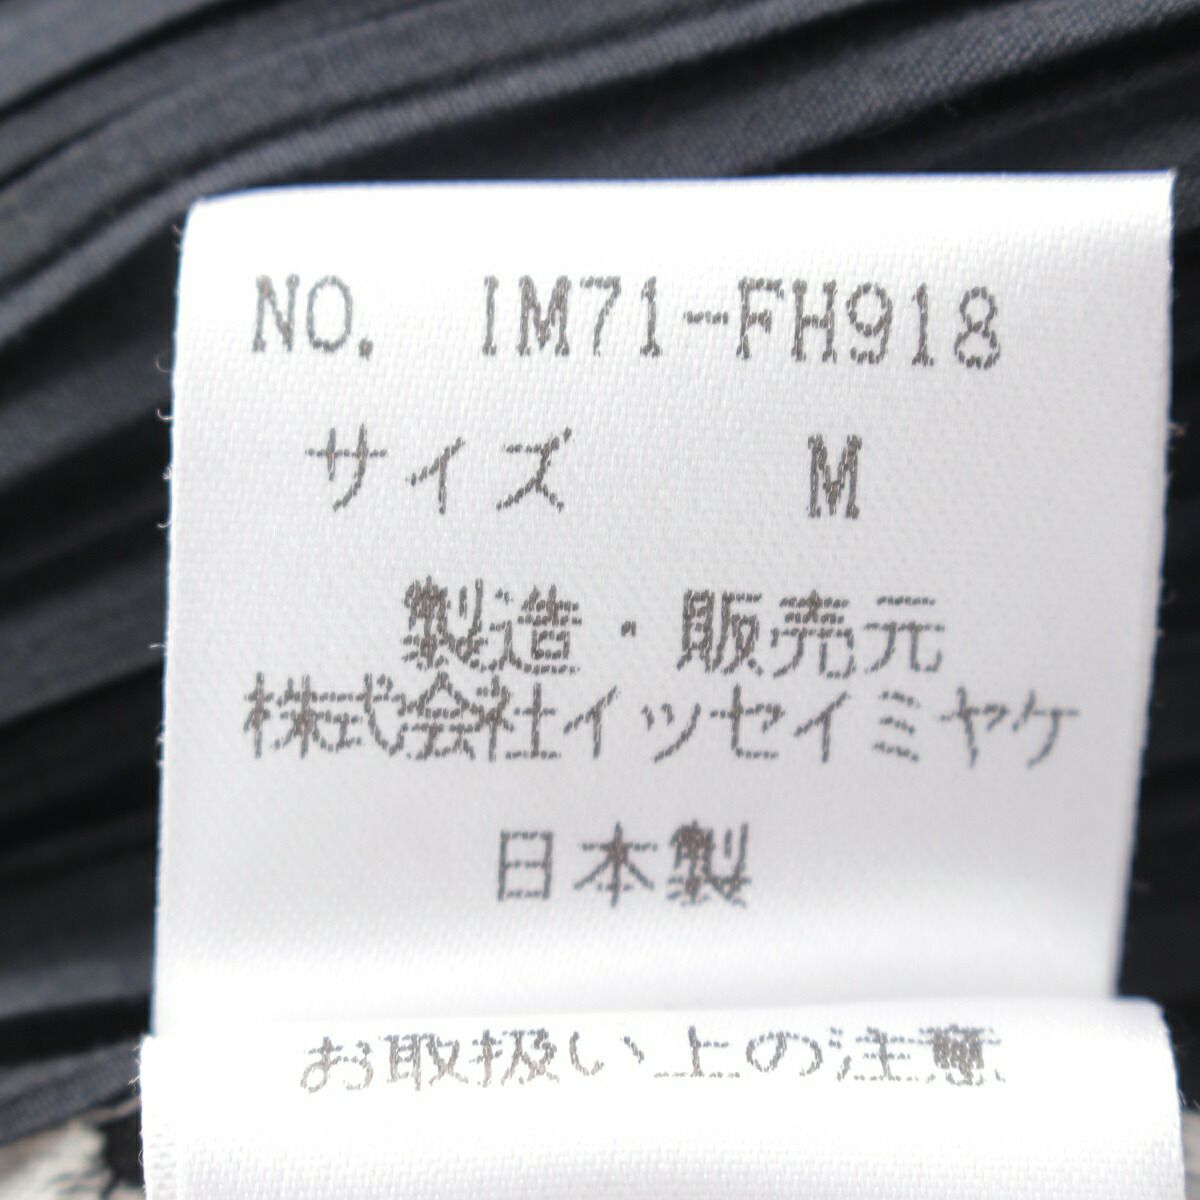 NO. IM71-FH918
サイズ M
製造・販売元
株式会社イッセイミヤケ
日本製
お取扱い上の注意